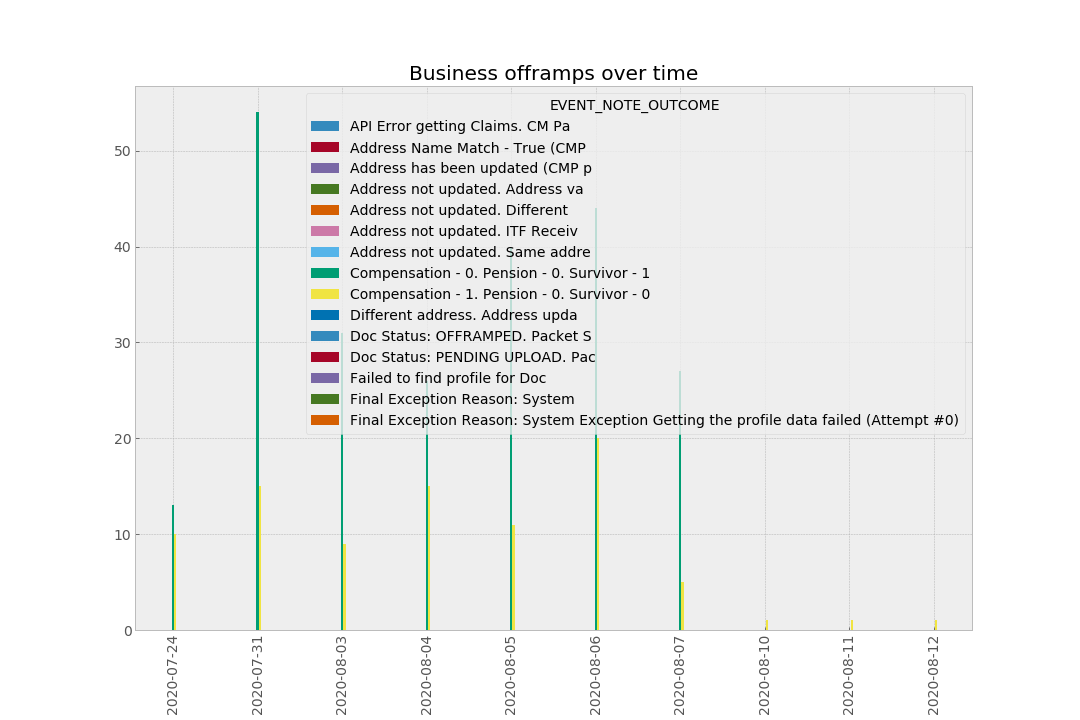 Business offramps over time
EVENT_NOTE_OUTCOME
API Error getting Claims. CM Pa
Address Name Match - True (CMP
Address has been updated (CMP p
Address not updated. Address va
Address not updated. Different
Address not updated. ITF Receiv
Address not updated. Same addre
Compensation - 0. Pension - 0. Survivor - 1
Compensation - 1. Pension - 0. Survivor - 0
Different address. Address upda
Doc Status: OFFRAMPED. Packet S
Doc Status: PENDING UPLOAD. Pac
Failed to find profile for Doc
Final Exception Reason: System
Final Exception Reason: System Exception Getting the profile data failed (Attempt #0)
50
40
30
20
10
0
2020-07-24
2020-07-31
2020-08-03
2020-08-04
2020-08-05
2020-08-06
2020-08-07
2020-08-10
2020-08-11
2020-08-12